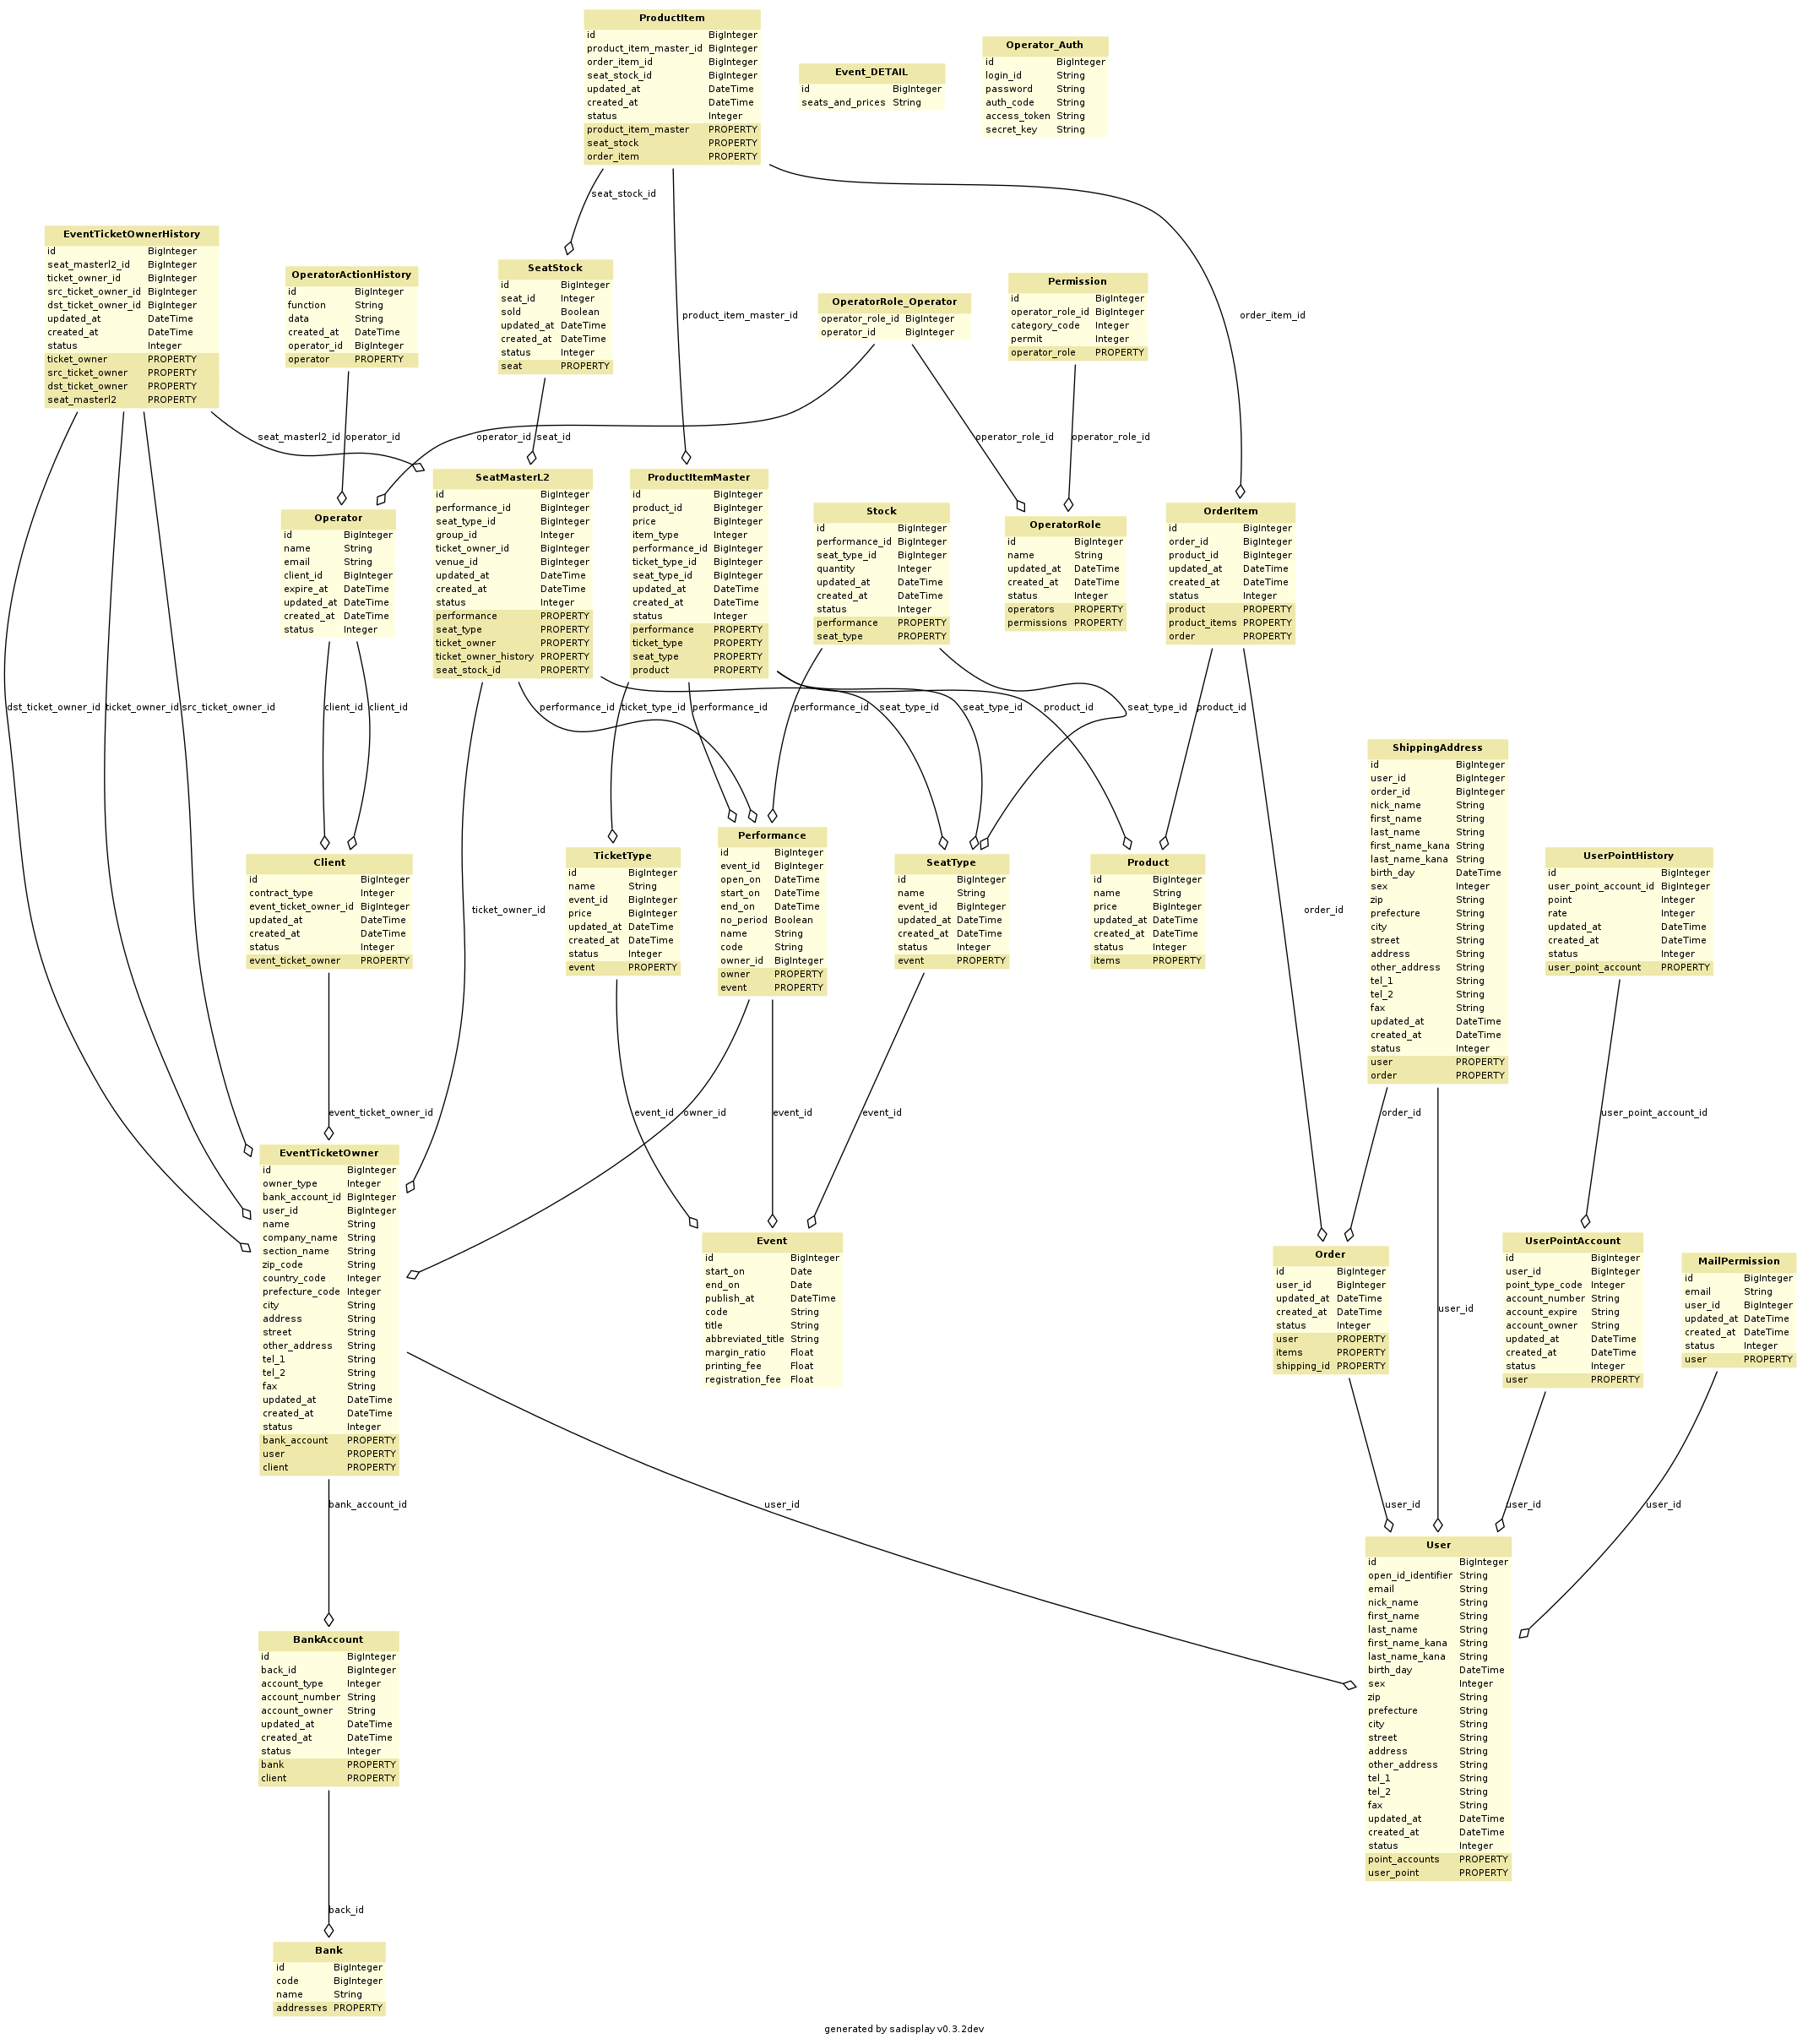 ProductItem
id BigInteger
product_item_master_id BigInteger
order_item_id BigInteger
seat_stock_id BigInteger
updated_at DateTime
created_at DateTime
status Integer
product_item_master PROPERTY
seat_stock PROPERTY
order_item PROPERTY
Event_DETAIL
id BigInteger
seats_and_prices String
Operator_Auth
id BigInteger
login_id String
password String
auth_code String
access_token String
secret_key String
seat_stock_id
product_item_master_id
order_item_id
EventTicketOwnerHistory
id BigInteger
seat_masterl2_id BigInteger
ticket_owner_id BigInteger
src_ticket_owner_id BigInteger
dst_ticket_owner_id BigInteger
updated_at DateTime
created_at DateTime
status Integer
ticket_owner PROPERTY
src_ticket_owner PROPERTY
dst_ticket_owner PROPERTY
seat_masterl2 PROPERTY
OperatorActionHistory
id BigInteger
function String
data String
created_at DateTime
operator_id BigInteger
operator PROPERTY
SeatStock
id BigInteger
seat_id Integer
sold Boolean
updated_at DateTime
created_at DateTime
status Integer
seat PROPERTY
OperatorRole_Operator
operator_role_id BigInteger
operator_id BigInteger
Permission
id BigInteger
operator_role_id BigInteger
category_code Integer
permit Integer
operator_role PROPERTY
seat_masterl2_id
operator_id
operator_id
seat_id
operator_role_id
operator_role_id
Operator
id BigInteger
name String
email String
client_id BigInteger
expire_at DateTime
updated_at DateTime
created_at DateTime
status Integer
SeatMasterL2
id BigInteger
performance_id BigInteger
seat_type_id BigInteger
group_id Integer
ticket_owner_id BigInteger
venue_id BigInteger
updated_at DateTime
created_at DateTime
status Integer
performance PROPERTY
seat_type PROPERTY
ticket_owner PROPERTY
ticket_owner_history PROPERTY
seat_stock_id PROPERTY
ProductItemMaster
id BigInteger
product_id BigInteger
price BigInteger
item_type Integer
performance_id BigInteger
ticket_type_id BigInteger
seat_type_id BigInteger
updated_at DateTime
created_at DateTime
status Integer
performance PROPERTY
ticket_type PROPERTY
seat_type PROPERTY
product PROPERTY
Stock
id BigInteger
performance_id BigInteger
seat_type_id BigInteger
quantity Integer
updated_at DateTime
created_at DateTime
status Integer
performance PROPERTY
seat_type PROPERTY
OperatorRole
id BigInteger
name String
updated_at DateTime
created_at DateTime
status Integer
operators PROPERTY
permissions PROPERTY
OrderItem
id BigInteger
order_id BigInteger
product_id BigInteger
updated_at DateTime
created_at DateTime
status Integer
product PROPERTY
product_items PROPERTY
order PROPERTY
dst_ticket_owner_id
ticket_owner_id
src_ticket_owner_id
client_id
client_id
performance_id
ticket_type_id
performance_id
performance_id
seat_type_id
seat_type_id
product_id
seat_type_id
product_id
Client
id BigInteger
contract_type Integer
event_ticket_owner_id BigInteger
updated_at DateTime
created_at DateTime
status Integer
event_ticket_owner PROPERTY
ticket_owner_id
TicketType
id BigInteger
name String
event_id BigInteger
price BigInteger
updated_at DateTime
created_at DateTime
status Integer
event PROPERTY
Performance
id BigInteger
event_id BigInteger
open_on DateTime
start_on DateTime
end_on DateTime
no_period Boolean
name String
code String
owner_id BigInteger
owner PROPERTY
event PROPERTY
SeatType
id BigInteger
name String
event_id BigInteger
updated_at DateTime
created_at DateTime
status Integer
event PROPERTY
Product
id BigInteger
name String
price BigInteger
updated_at DateTime
created_at DateTime
status Integer
items PROPERTY
order_id
ShippingAddress
id BigInteger
user_id BigInteger
order_id BigInteger
nick_name String
first_name String
last_name String
first_name_kana String
last_name_kana String
birth_day DateTime
sex Integer
zip String
prefecture String
city String
street String
address String
other_address String
tel_1 String
tel_2 String
fax String
updated_at DateTime
created_at DateTime
status Integer
user PROPERTY
order PROPERTY
UserPointHistory
id BigInteger
user_point_account_id BigInteger
point Integer
rate Integer
updated_at DateTime
created_at DateTime
status Integer
user_point_account PROPERTY
event_ticket_owner_id
event_id
owner_id
event_id
event_id
order_id
user_point_account_id
EventTicketOwner
id BigInteger
owner_type Integer
bank_account_id BigInteger
user_id BigInteger
name String
company_name String
section_name String
zip_code String
country_code Integer
prefecture_code Integer
city String
address String
street String
other_address String
tel_1 String
tel_2 String
fax String
updated_at DateTime
created_at DateTime
status Integer
bank_account PROPERTY
user PROPERTY
client PROPERTY
Event
id BigInteger
start_on Date
end_on Date
publish_at DateTime
code String
title String
abbreviated_title String
margin_ratio Float
printing_fee Float
registration_fee Float
Order
id BigInteger
user_id BigInteger
updated_at DateTime
created_at DateTime
status Integer
user PROPERTY
items PROPERTY
shipping_id PROPERTY
user_id
UserPointAccount
id BigInteger
user_id BigInteger
point_type_code Integer
account_number String
account_expire String
account_owner String
updated_at DateTime
created_at DateTime
status Integer
user PROPERTY
MailPermission
id BigInteger
email String
user_id BigInteger
updated_at DateTime
created_at DateTime
status Integer
user PROPERTY
bank_account_id
user_id
user_id
user_id
user_id
BankAccount
id BigInteger
back_id BigInteger
account_type Integer
account_number String
account_owner String
updated_at DateTime
created_at DateTime
status Integer
bank PROPERTY
client PROPERTY
User
id BigInteger
open_id_identifier String
email String
nick_name String
first_name String
last_name String
first_name_kana String
last_name_kana String
birth_day DateTime
sex Integer
zip String
prefecture String
city String
street String
address String
other_address String
tel_1 String
tel_2 String
fax String
updated_at DateTime
created_at DateTime
status Integer
point_accounts PROPERTY
user_point PROPERTY
back_id
Bank
id BigInteger
code BigInteger
name String
addresses PROPERTY
generated by sadisplay v0.3.2dev